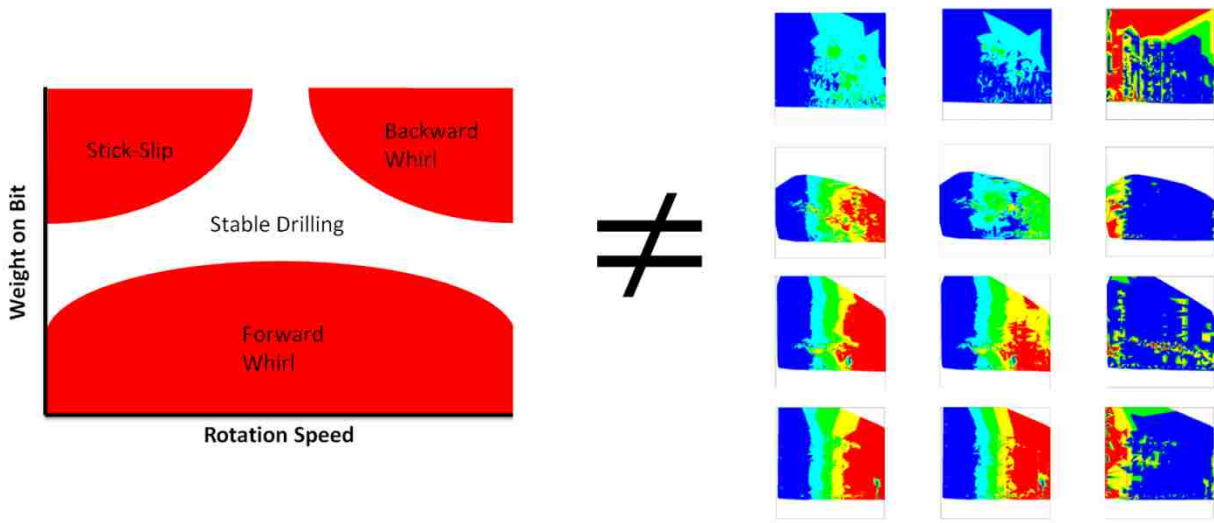 Stick-Slip
Backward
Whirl
Stable Drilling
Forward
Whirl
Weight on Bit
Rotation Speed
≠